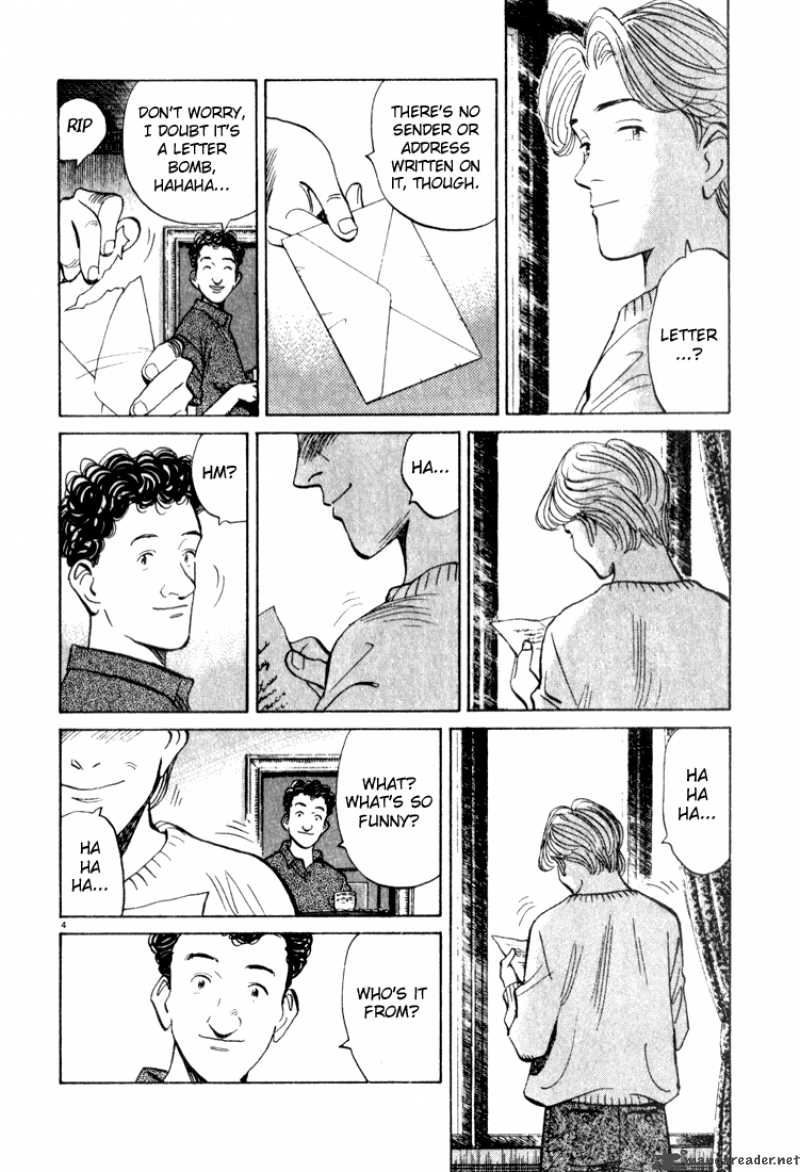 LETTER
...?
THERE'S NO
SENDER OR
ADDRESS
WRITTEN ON
IT, THOUGH.
DON'T WORRY,
I DOUBT IT'S
A LETTER
BOMB,
HAHAHA...
RIP
HA...
HM?
HA
HA
HA...
WHAT?
WHAT'S SO
FUNNY?
HA
HA
HA...
WHO'S IT
FROM?
4
mangareader.net